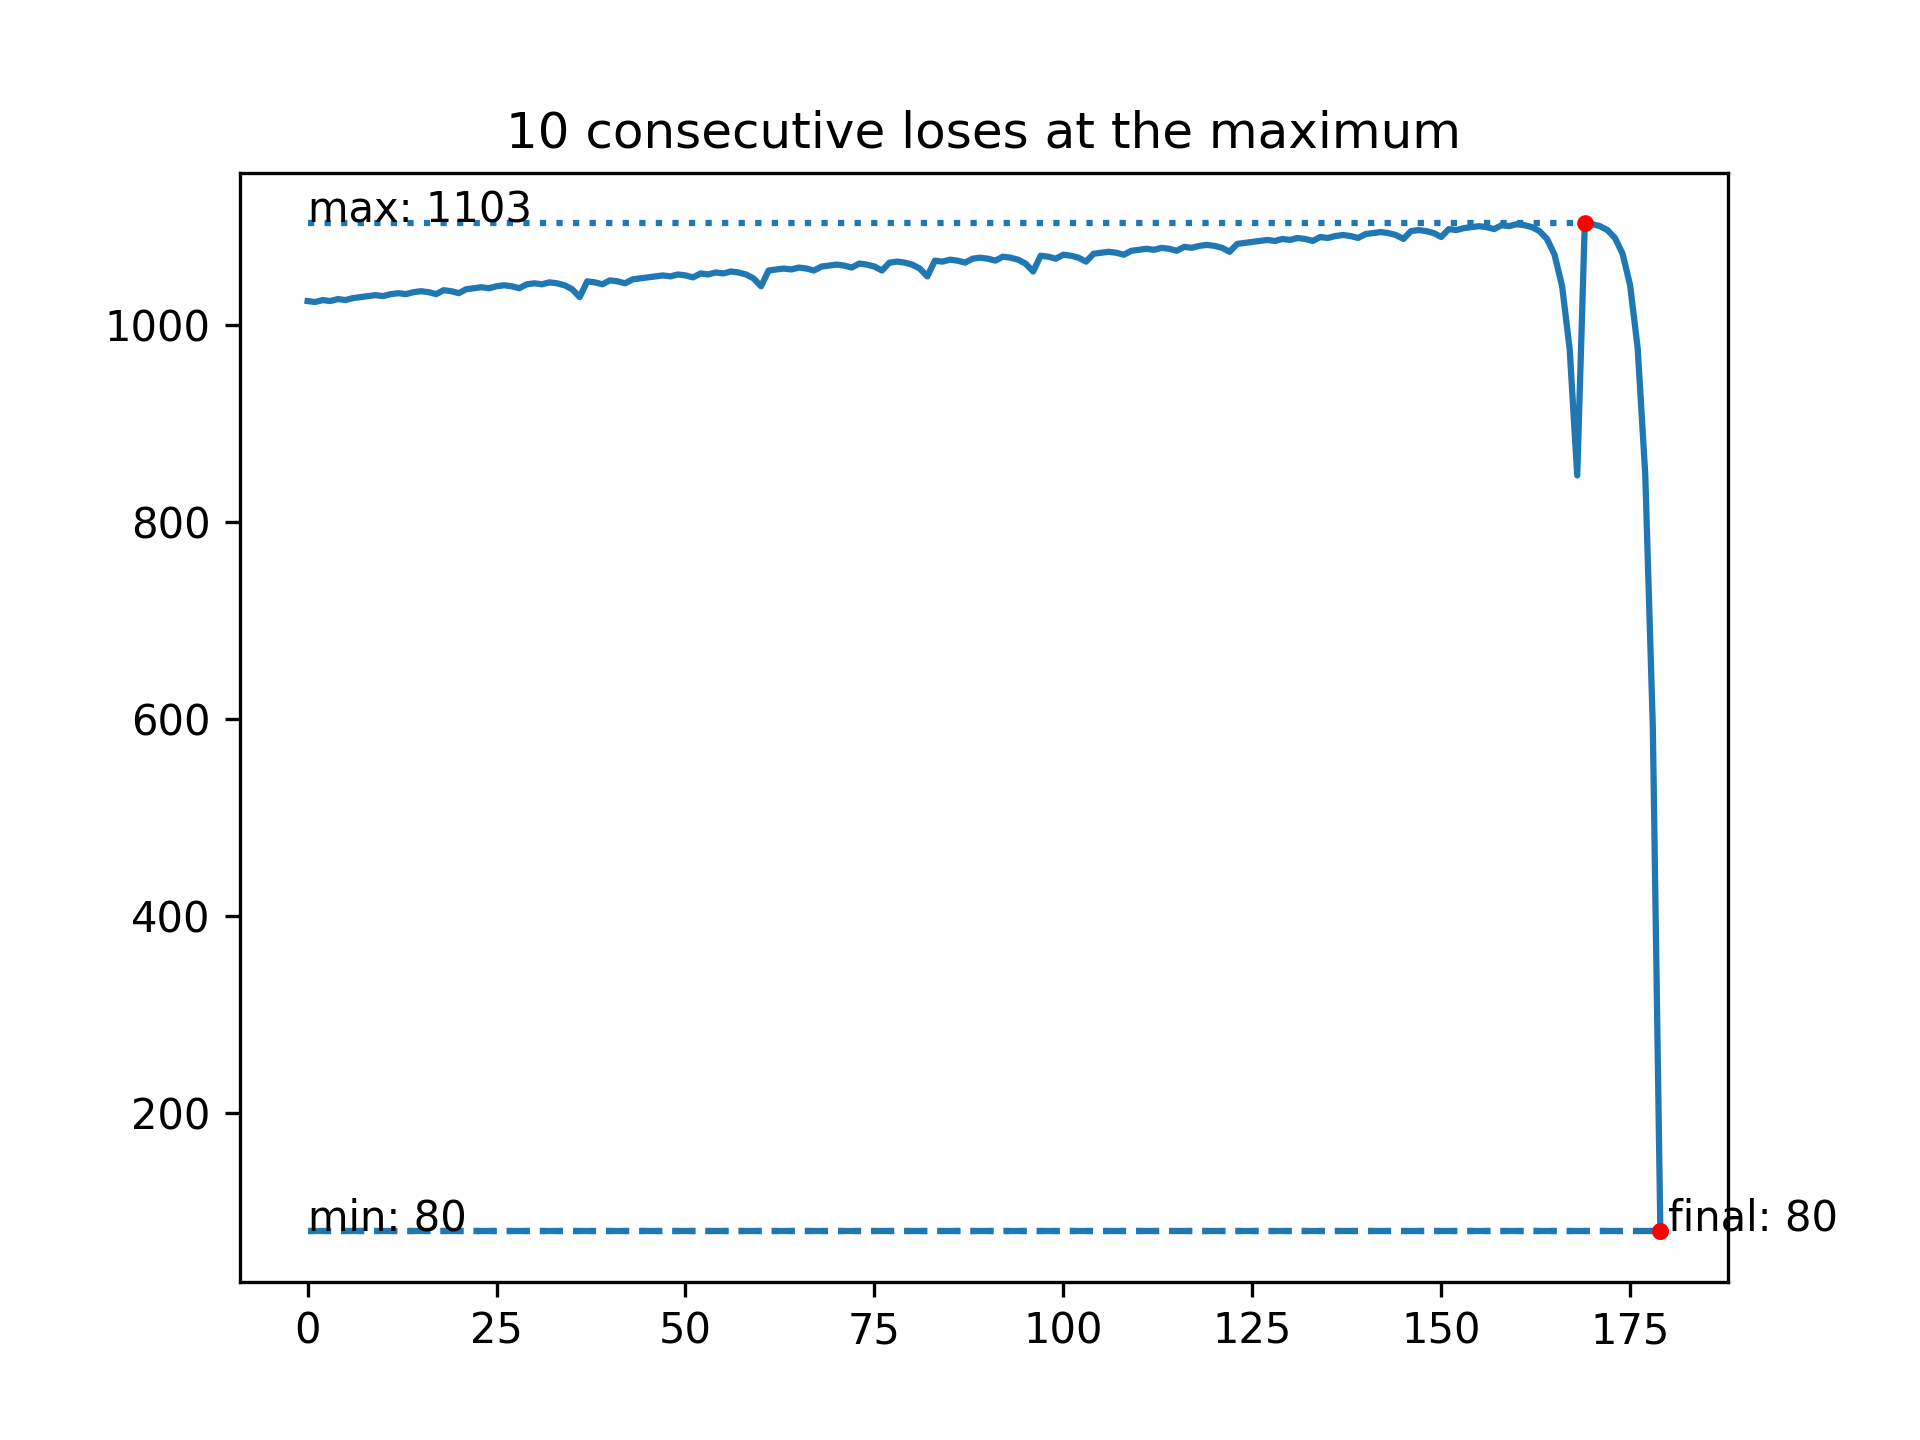 10 consecutive loses at the maximum
max: 1103
1000
800
600
400
200
min: 80
final: 80
0 25 50 75 100 125 150 175